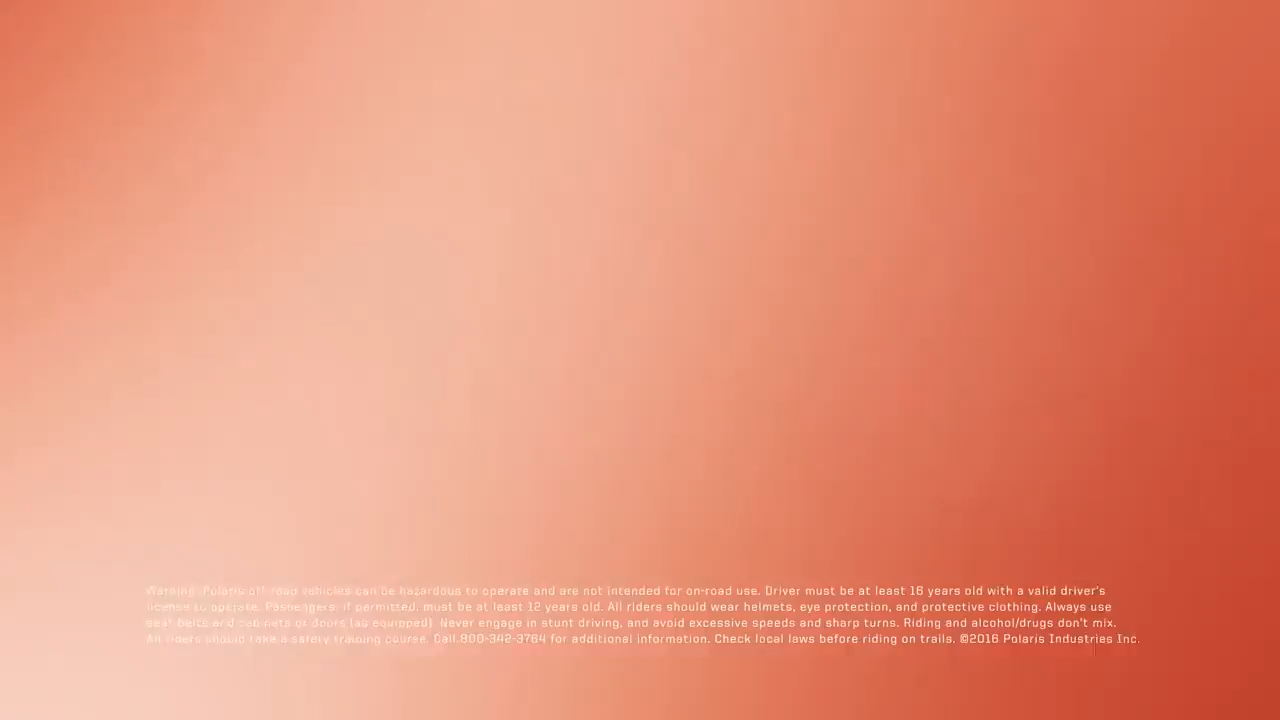 Warning: Polaris off-road vehicles can be hazardous to operate and are not intended for on-road use. Driver must be at least 16 years old with a valid driver's
license to operate. Passengers, if permitted, must be at least 12 years old. All riders should wear helmets, eye protection, and protective clothing. Always use
seat belts and cab nets or doors (as equipped). Never engage in stunt driving, and avoid excessive speeds and sharp turns. Riding and alcohol/drugs don't mix.
All riders should take a safety training course. Call 800-342-3764 for additional information. Check local laws before riding on trails. ©2016 Polaris Industries Inc.